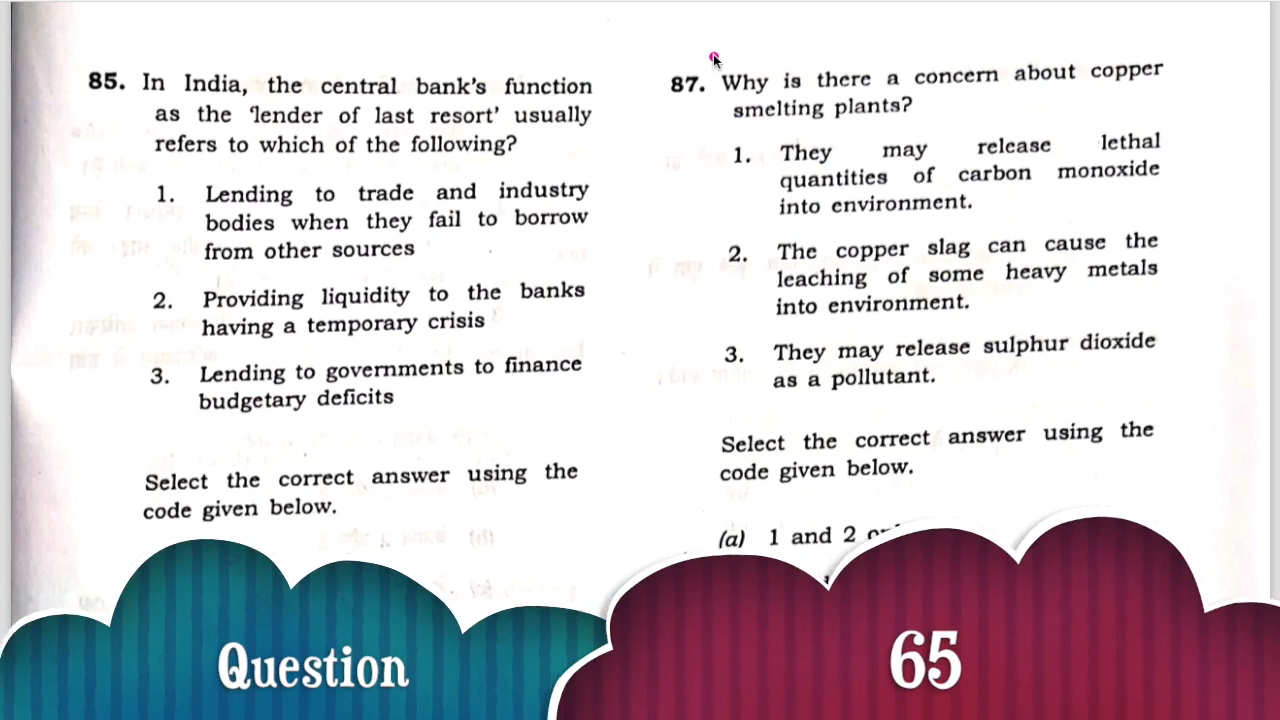 85. In India, the central bank's function
as the 'lender of last resort' usually
refers to which of the following?
1. Lending to trade and industry
bodies when they fail to borrow
from other sources
2. Providing liquidity to the banks
having a temporary crisis
3. Lending to governments to finance
budgetary deficits
Select the correct answer using the
code given below.
87. Why is there a concern about copper
smelting plants?
1. They may release lethal
quantities of carbon monoxide
into environment.
2. The copper slag can cause the
leaching of some heavy metals
into environment.
3. They may release sulphur dioxide
as a pollutant.
Select the correct answer using the
code given below.
(a) 1 and 2
Question
65